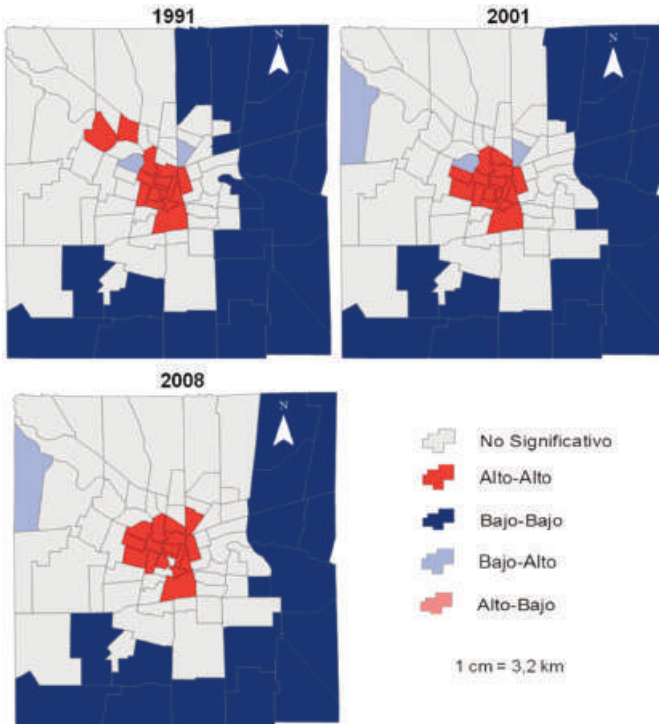 1991
2001
N
N
2008
N
No Significativo
Alto-Alto
Bajo-Bajo
Bajo-Alto
Alto-Bajo
1 cm = 3,2 km